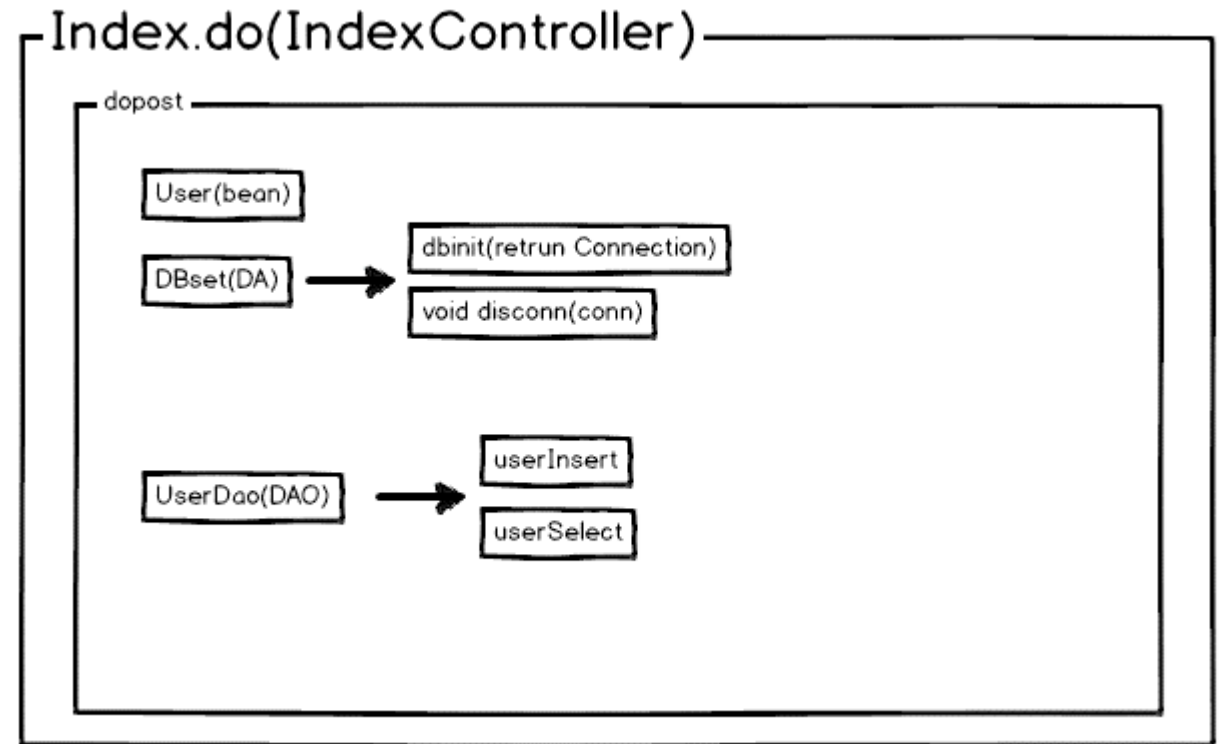 Index.do(IndexController)
dopost
User(bean)
DBset(DA)
dbinit(retrun Connection)
void disconn(conn)
UserDao(DAO)
userInsert
userSelect